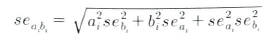 $se_{a_i b_i} = \sqrt{a_i^2 se_{b_i}^2 + b_i^2 se_{a_i}^2 + se_{a_i}^2 se_{b_i}^2}$